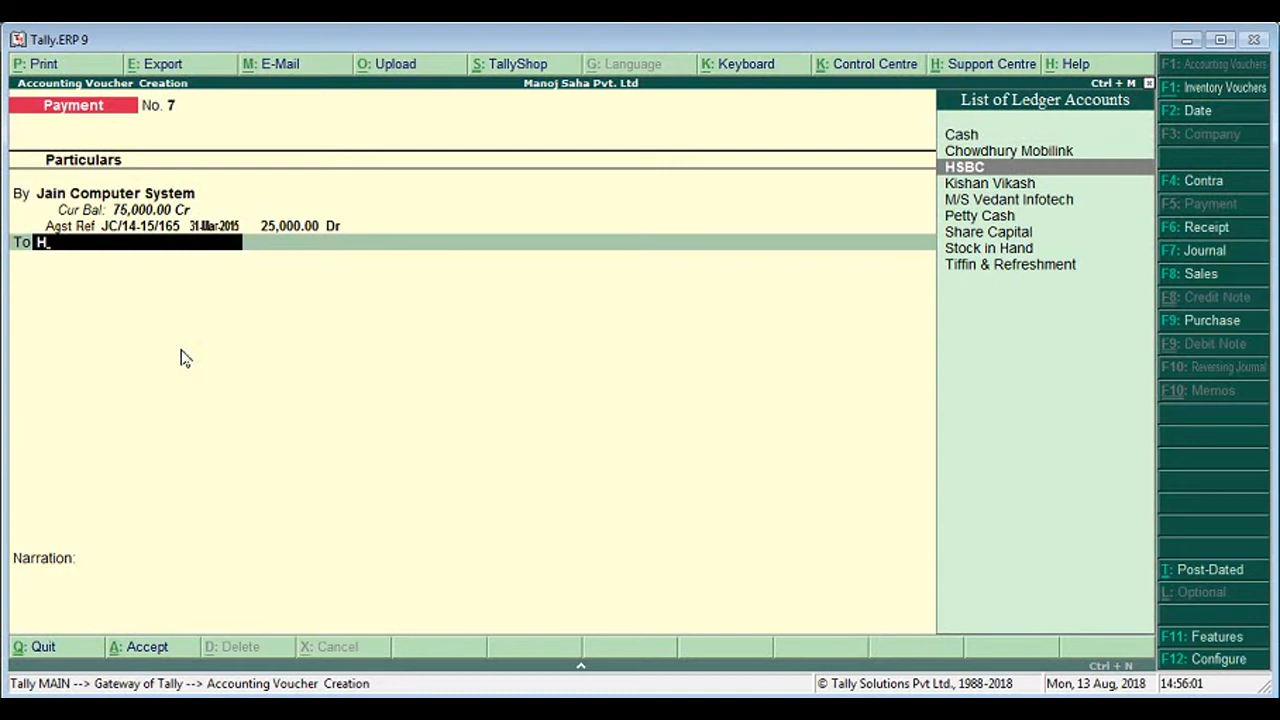 Tally.ERP 9
P: Print E: Export M: E-Mail O: Upload S: TallyShop G: Language K: Keyboard K: Control Centre H: Support Centre H: Help
Accounting Voucher Creation Manoj Saha Pvt. Ltd Ctrl + M
Payment No. 7
Particulars
By Jain Computer System
Cur Bal: 75,000.00 Cr
Agst Ref JC/14-15/165 31-Mar-2015 25,000.00 Dr
To H
Narration:
List of Ledger Accounts
Cash
Chowdhury Mobilink
HSBC
Kishan Vikash
M/S Vedant Infotech
Petty Cash
Share Capital
Stock in Hand
Tiffin & Refreshment
F1: Accounting Vouchers
F1: Inventory Vouchers
F2: Date
F3: Company
F4: Contra
F5: Payment
F6: Receipt
F7: Journal
F8: Sales
F8: Credit Note
F9: Purchase
F9: Debit Note
F10: Reversing Journal
F10: Memos
T: Post-Dated
L: Optional
F11: Features
F12: Configure
Q: Quit A: Accept D: Delete X: Cancel
Ctrl + N
Tally MAIN --> Gateway of Tally --> Accounting Voucher Creation © Tally Solutions Pvt Ltd., 1988-2018 Mon, 13 Aug, 2018 14:56:01